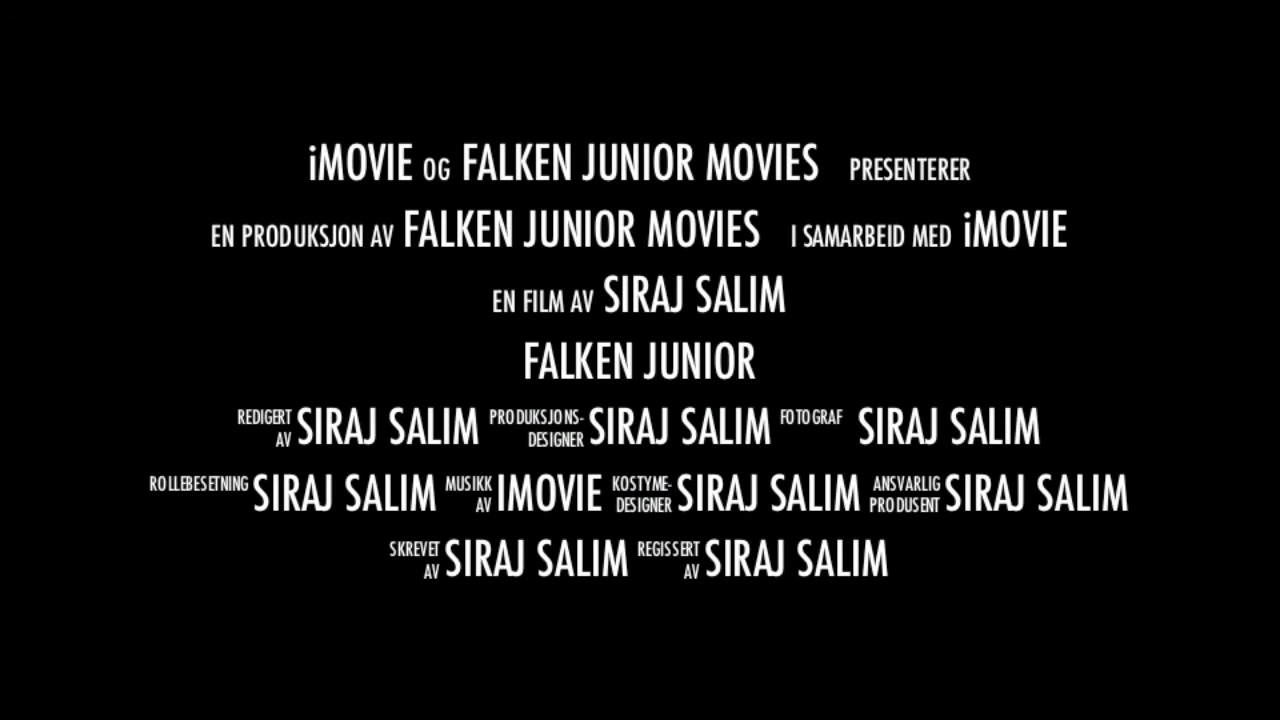 iMOVIE OG FALKEN JUNIOR MOVIES PRESENTERER
EN PRODUKSJON AV FALKEN JUNIOR MOVIES I SAMARBEID MED iMOVIE
EN FILM AV SIRAJ SALIM
FALKEN JUNIOR
REDIGERT AV SIRAJ SALIM PRODUKSJONS-DESIGNER SIRAJ SALIM FOTOGRAF SIRAJ SALIM
ROLLEBESETNING SIRAJ SALIM MUSIKK AV IMOVIE KOSTYME-DESIGNER SIRAJ SALIM ANSVARLIG PRODUSENT SIRAJ SALIM
SKREVET AV SIRAJ SALIM REGISSERT AV SIRAJ SALIM